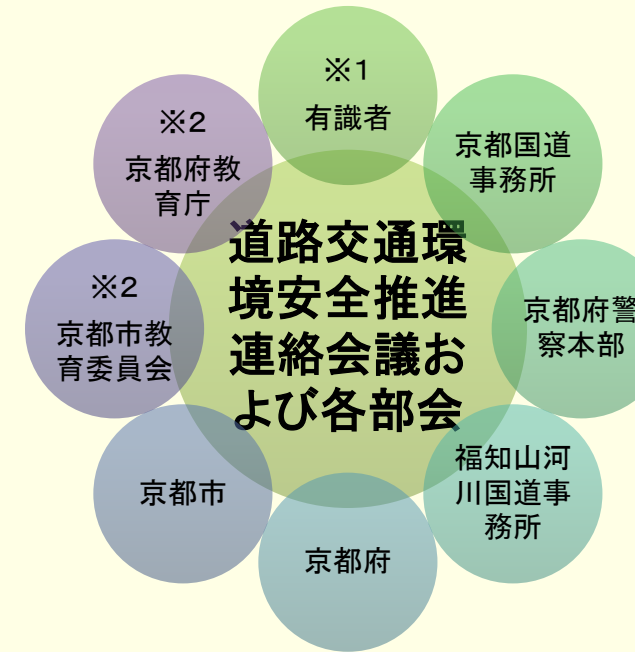 ※1
有識者
京都国道
事務所
京都府警
察本部
福知山河
川国道事
務所
京都府
京都市
※2
京都市教
育委員会
※2
京都府教
育庁
道路交通環
境安全推進
連絡会議お
よび各部会